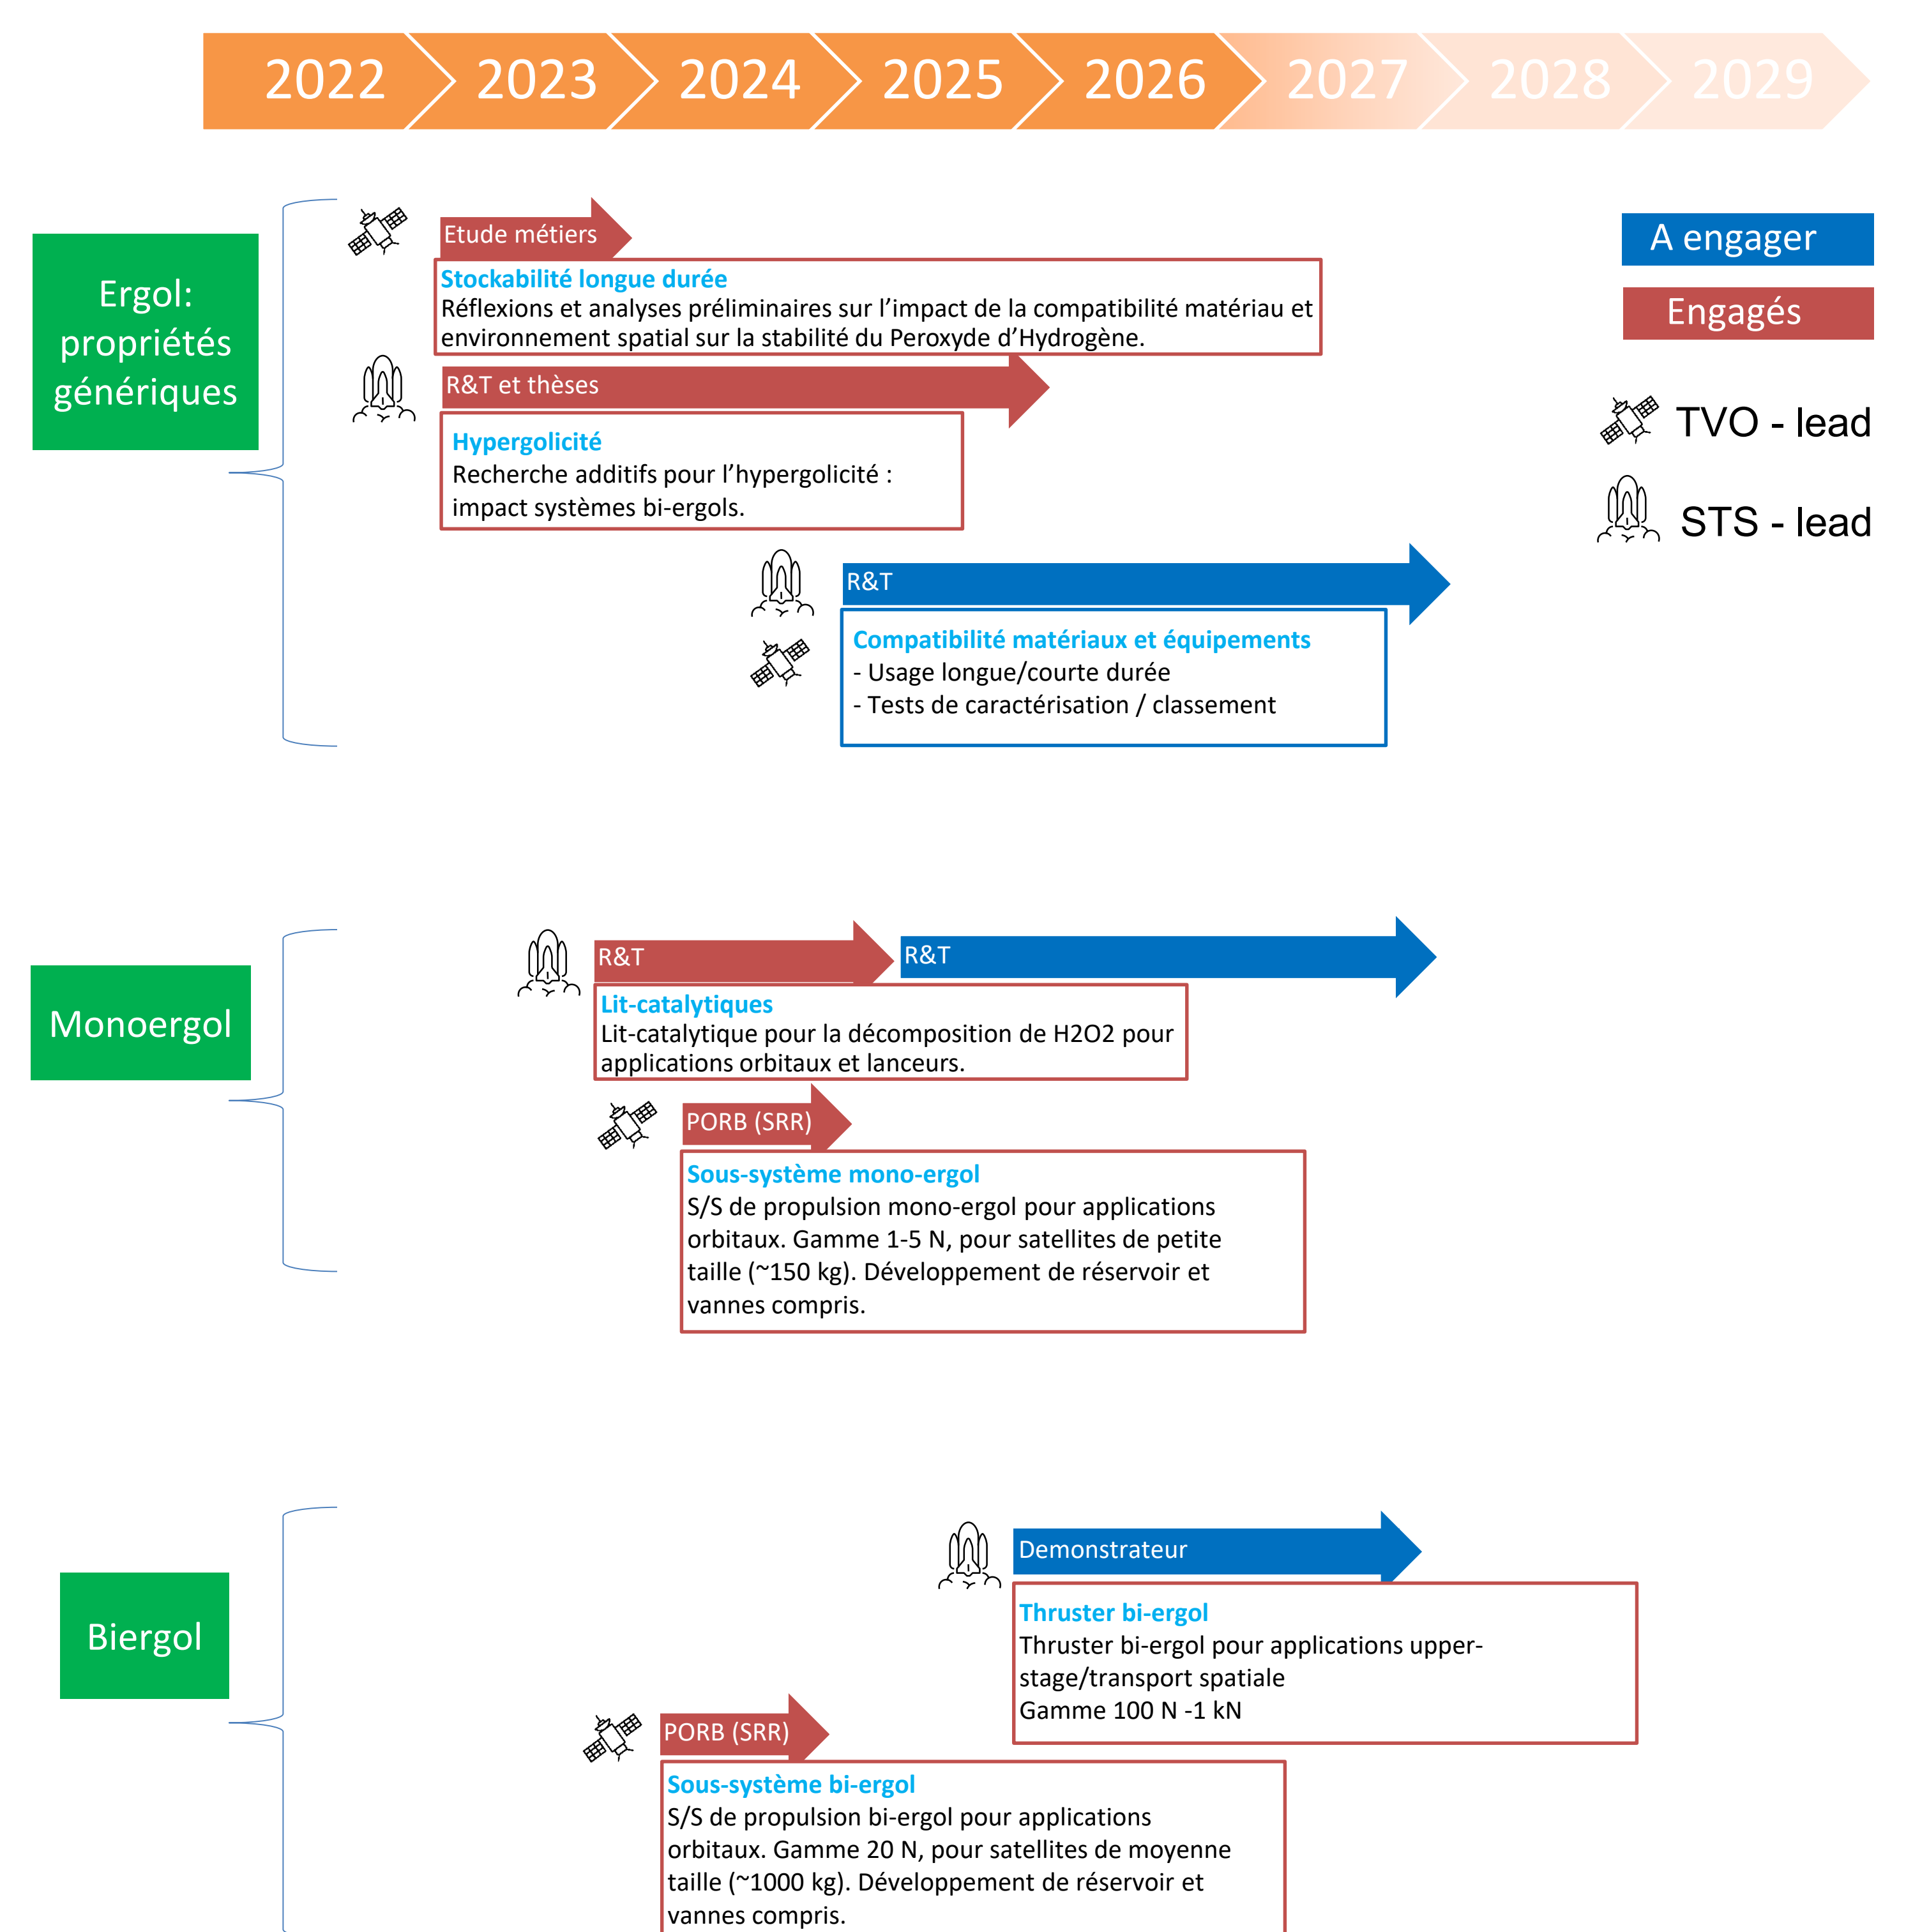 2022 2023 2024 2025 2026 2027 2028 2029
Ergol:
propriétés
génériques
Etude métiers
Stockabilité longue durée
Réflexions et analyses préliminaires sur l’impact de la compatibilité matériau et
environnement spatial sur la stabilité du Peroxyde d’Hydrogène.
R&T et thèses
Hypergolicité
Recherche additifs pour l’hypergolicité :
impact systèmes bi-ergols.
R&T
Compatibilité matériaux et équipements
- Usage longue/courte durée
- Tests de caractérisation / classement
A engager
Engagés
TVO - lead
STS - lead
Monoergol
R&T
R&T
Lit-catalytiques
Lit-catalytique pour la décomposition de H2O2 pour
applications orbitaux et lanceurs.
PORB (SRR)
Sous-système mono-ergol
S/S de propulsion mono-ergol pour applications
orbitaux. Gamme 1-5 N, pour satellites de petite
taille (~150 kg). Développement de réservoir et
vannes compris.
Biergol
Demonstrateur
Thruster bi-ergol
Thruster bi-ergol pour applications upper-
stage/transport spatiale
Gamme 100 N -1 kN
PORB (SRR)
Sous-système bi-ergol
S/S de propulsion bi-ergol pour applications
orbitaux. Gamme 20 N, pour satellites de moyenne
taille (~1000 kg). Développement de réservoir et
vannes compris.